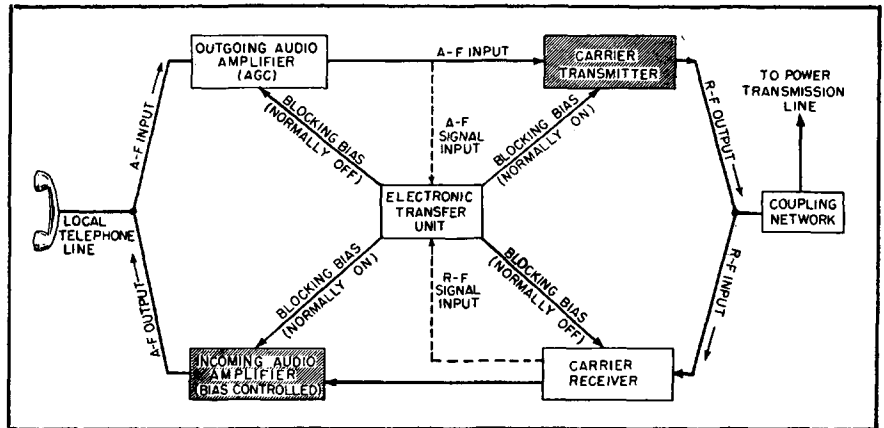 OUTGOING AUDIO
AMPLIFIER
(AGC)
A-F INPUT
CARRIER
TRANSMITTER
TO POWER
TRANSMISSION
LINE
A-F INPUT
BLOCKING BIAS
(NORMALLY OFF)
A-F
SIGNAL
INPUT
BLOCKING BIAS
(NORMALLY ON)
R-F OUTPUT
LOCAL
TELEPHONE
LINE
ELECTRONIC
TRANSFER
UNIT
COUPLING
NETWORK
A-F OUTPUT
BLOCKING BIAS
(NORMALLY ON)
R-F
SIGNAL
INPUT
BLOCKING BIAS
(NORMALLY OFF)
R-F INPUT
INCOMING AUDIO
AMPLIFIER
(BIAS CONTROLLED)
CARRIER
RECEIVER